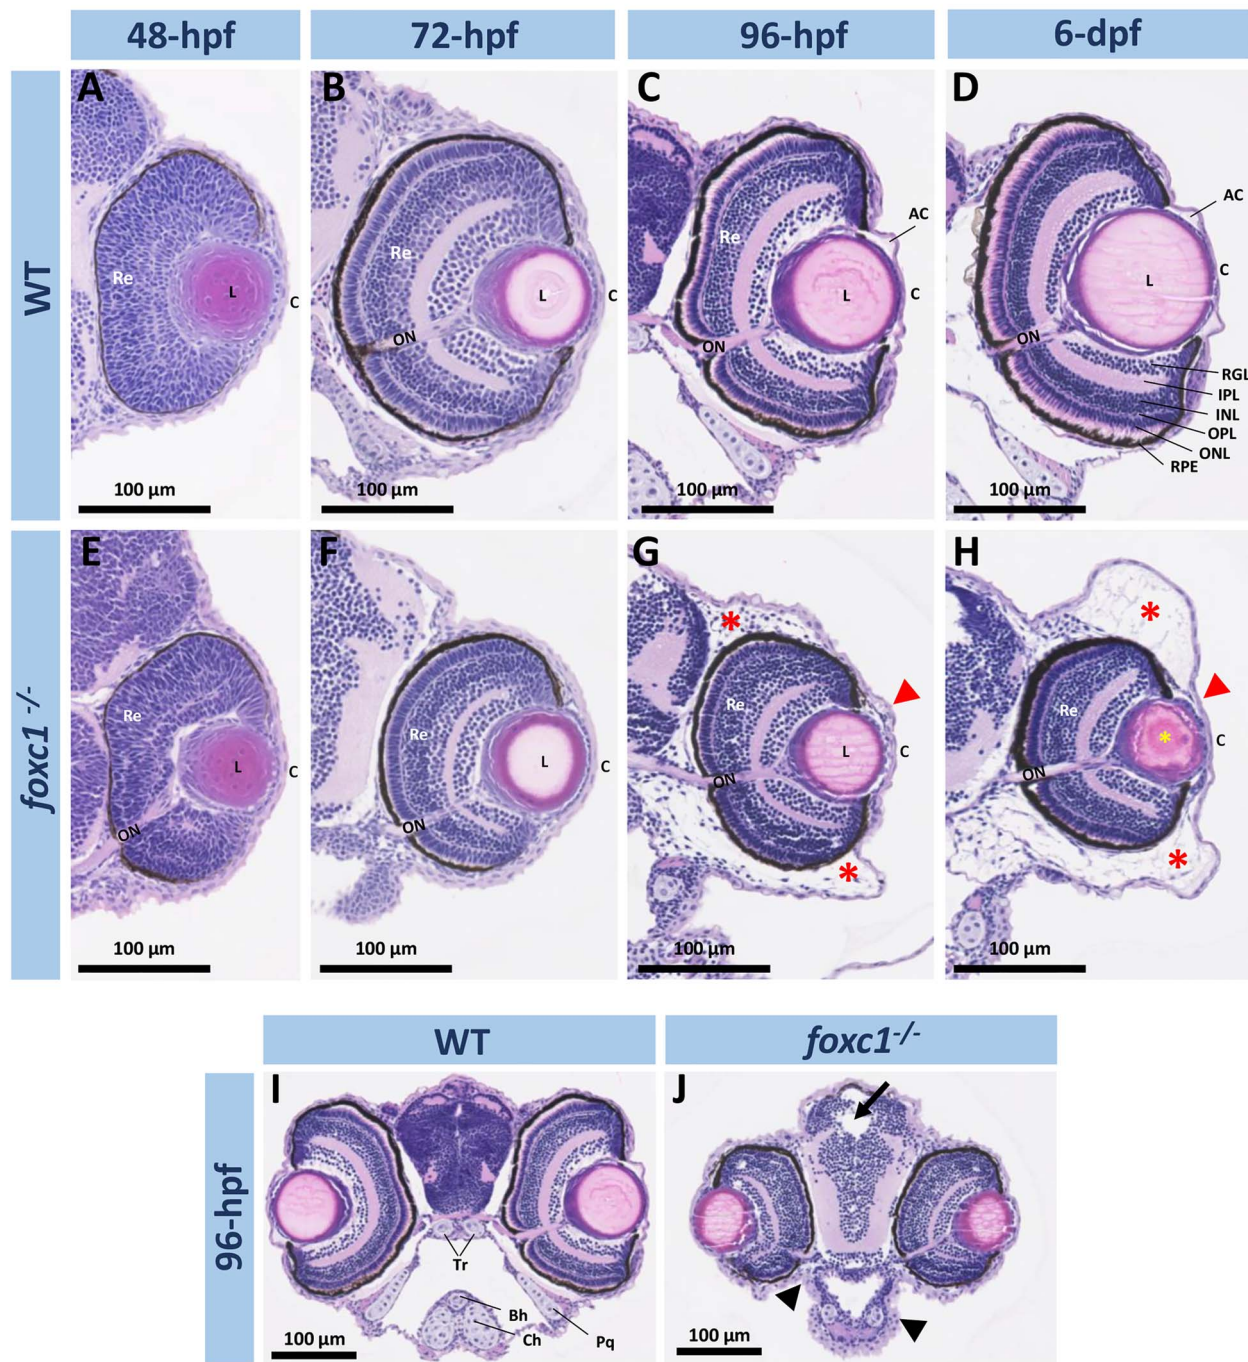 48-hpf 72-hpf 96-hpf 6-dpf
WT
A
Re
L
C
100 µm
B
Re
L
C
ON
100 µm
C
AC
Re
L
C
ON
100 µm
D
AC
L
C
ON
RGL
IPL
INL
OPL
ONL
RPE
100 µm
foxc1 -/-
E
Re
L
C
ON
100 µm
F
Re
L
C
ON
100 µm
G
*
Re
L
C
ON
*
100 µm
H
*
Re
*
C
ON
*
100 µm
WT foxc1-/-
96-hpf
I
Tr
Bh
Ch
Pq
100 µm
J
100 µm